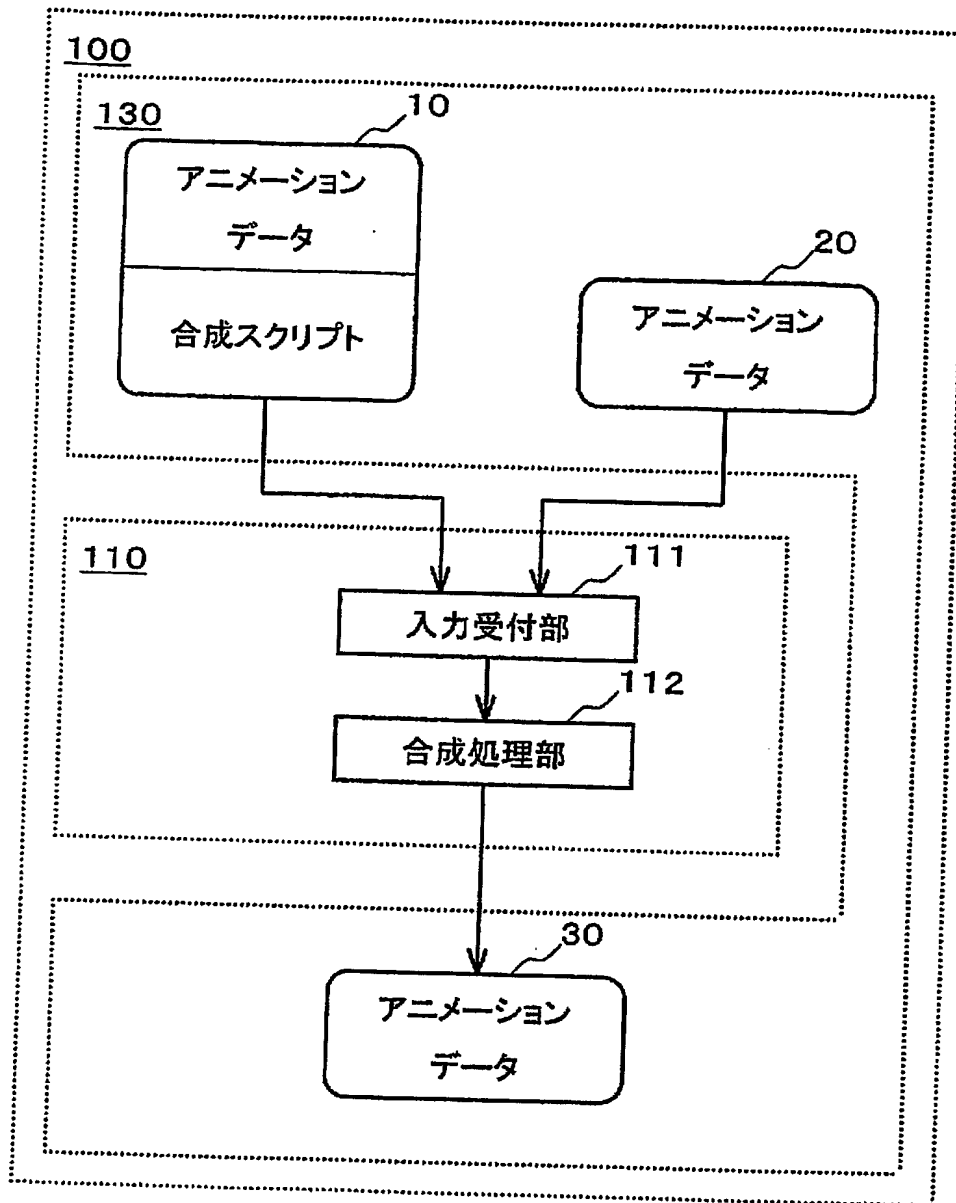 100
130
10
アニメーション
データ
合成スクリプト
20
アニメーション
データ
110
111
入力受付部
112
合成処理部
30
アニメーション
データ